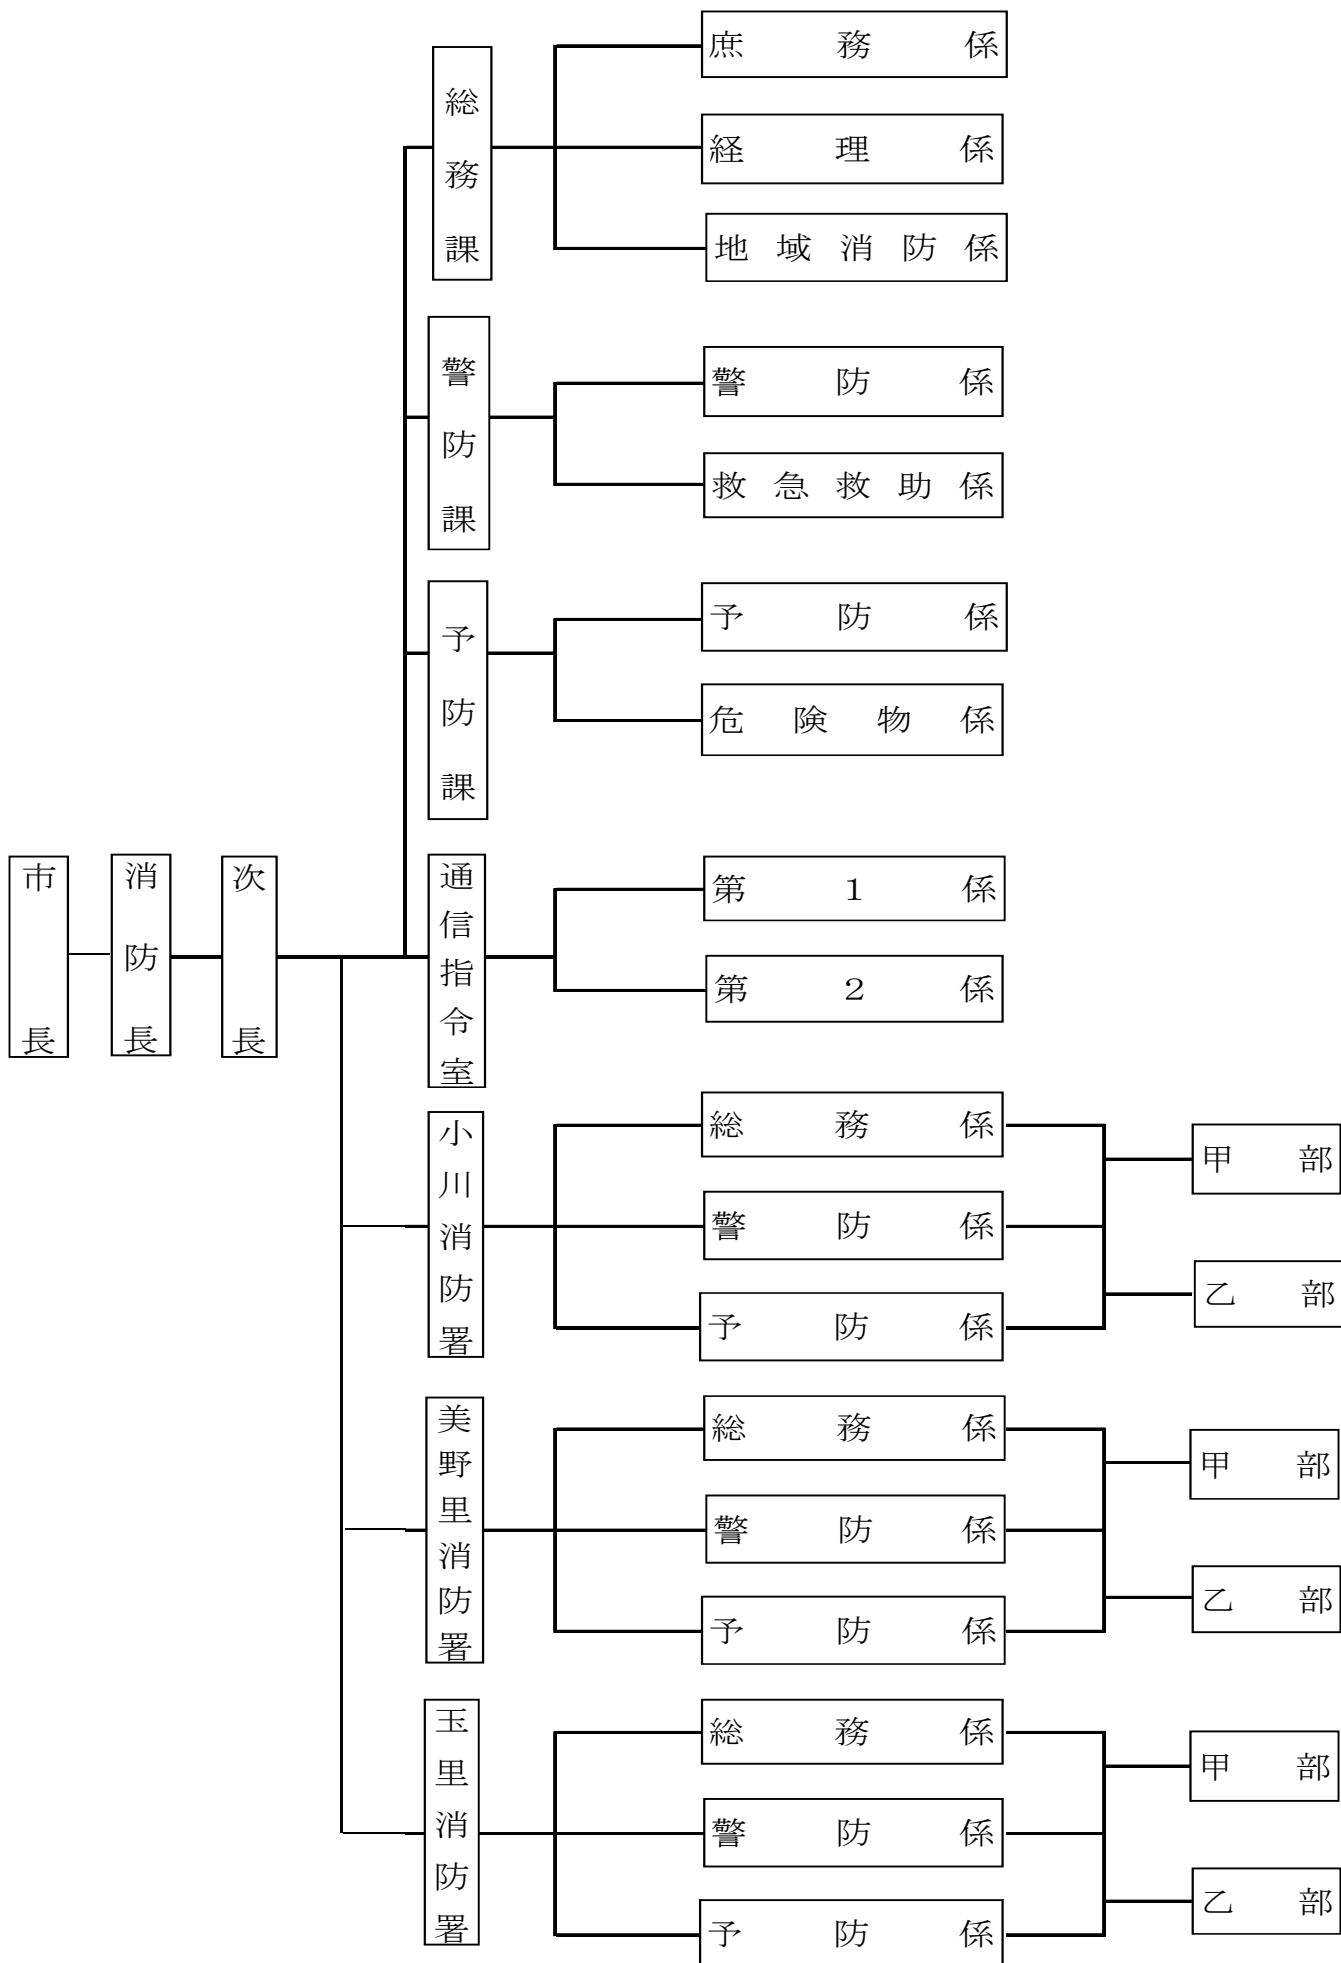 市長
消防長
次長
総務課
庶務係
経理係
地域消防係
警防課
警防係
救急救助係
予防課
予防係
危険物係
通信指令室
第1係
第2係
小川消防署
総務係
警防係
予防係
甲部
乙部
美野里消防署
総務係
警防係
予防係
甲部
乙部
玉里消防署
総務係
警防係
予防係
甲部
乙部